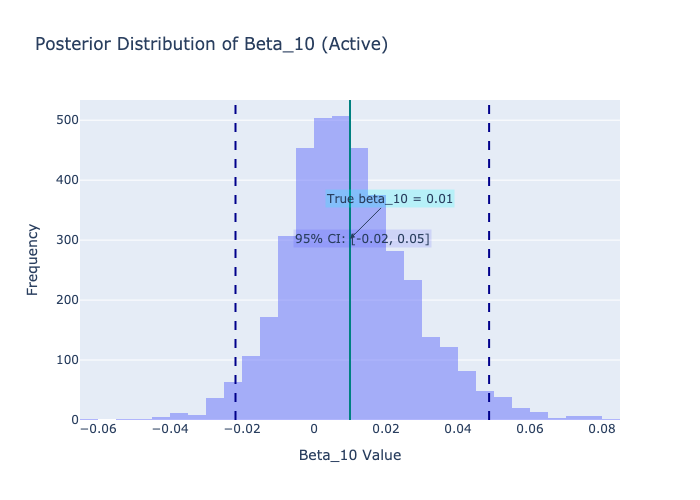 Posterior Distribution of Beta_10 (Active)
500
400
300
200
100
0
Frequency
True beta_10 = 0.01
95% CI: [-0.02, 0.05]
−0.06 −0.04 −0.02 0 0.02 0.04 0.06 0.08
Beta_10 Value